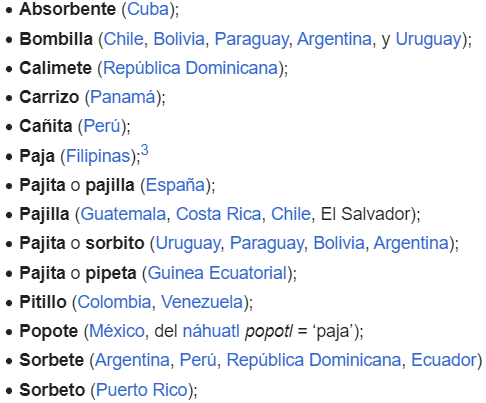 • Absorbente (Cuba);
• Bombilla (Chile, Bolivia, Paraguay, Argentina, y Uruguay);
• Calimete (República Dominicana);
• Carrizo (Panamá);
• Cañita (Perú);
• Paja (Filipinas);3
• Pajita o pajilla (España);
• Pajilla (Guatemala, Costa Rica, Chile, El Salvador);
• Pajita o sorbito (Uruguay, Paraguay, Bolivia, Argentina);
• Pajita o pipeta (Guinea Ecuatorial);
• Pitillo (Colombia, Venezuela);
• Popote (México, del náhuatl popotl = ‘paja’);
• Sorbete (Argentina, Perú, República Dominicana, Ecuador)
• Sorbeto (Puerto Rico);